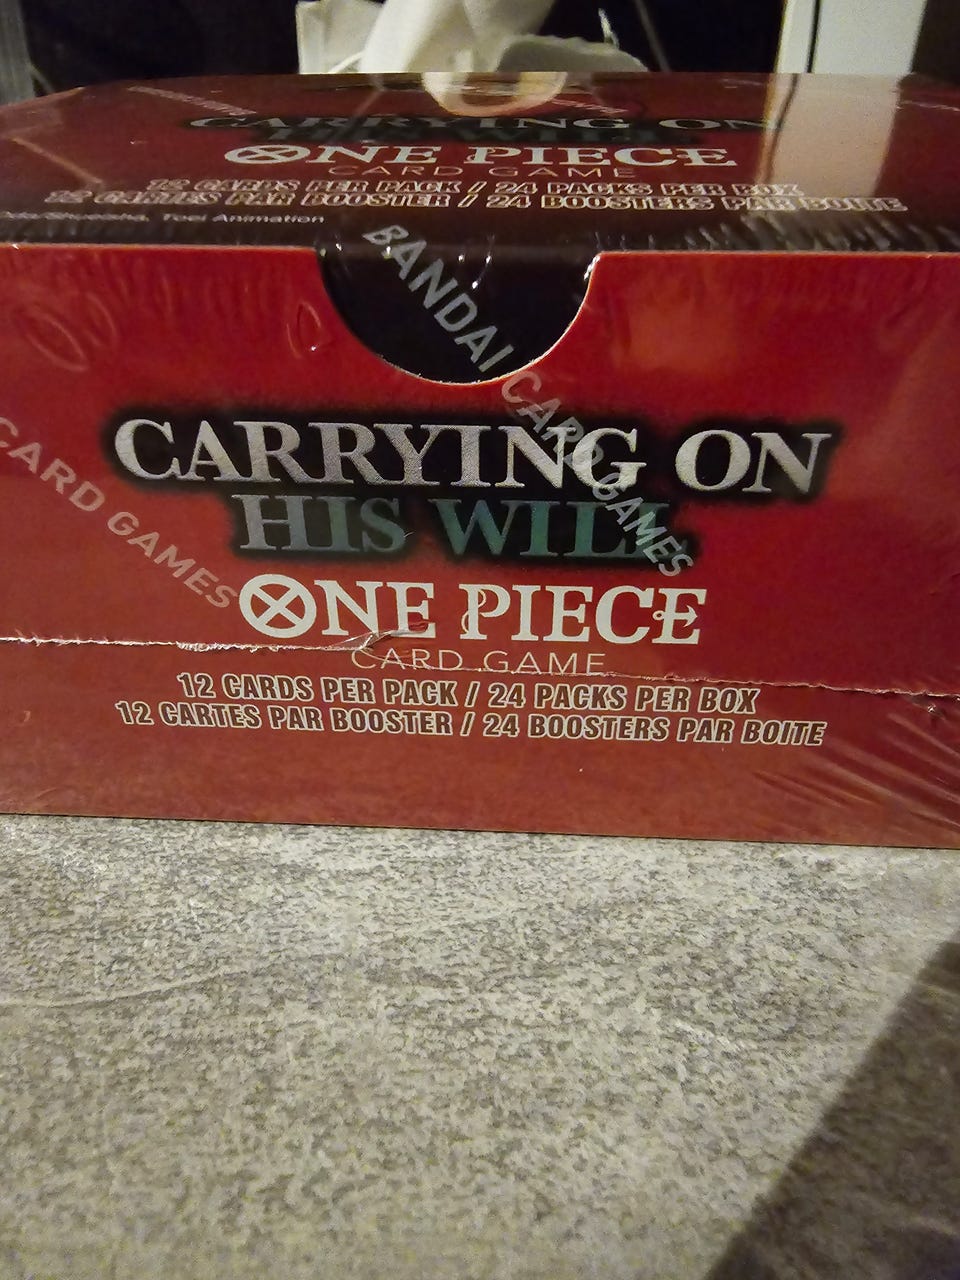 CARRYING ON
ONE PIECE
CARD GAME
12 CARDS PER PACK / 24 PACKS PER BOX
12 CARTES PAR BOOSTER / 24 BOOSTERS PAR BOITE
Toei Animation
BANDAI CARD GAMES
CARD GAMES
CARRYING ON
HIS WILL
ONE PIECE
CARD GAME
12 CARDS PER PACK / 24 PACKS PER BOX
12 CARTES PAR BOOSTER / 24 BOOSTERS PAR BOITE